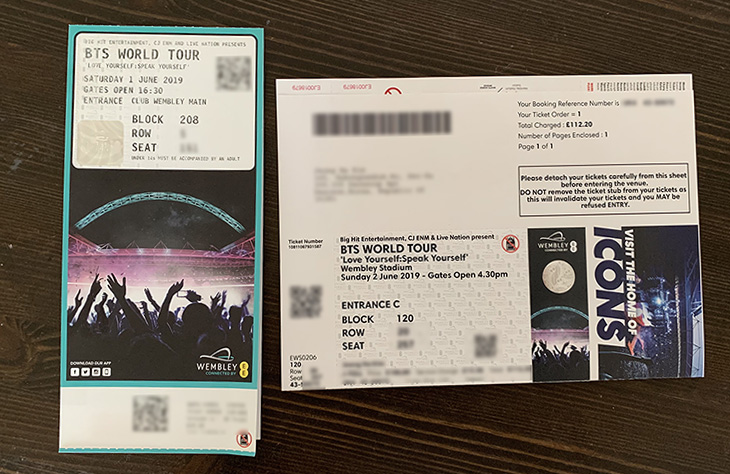 BIG HIT ENTERTAINMENT, CJ ENM AND LIVE NATION PRESENTS
BTS WORLD TOUR
'LOVE YOURSELF:SPEAK YOURSELF'
SATURDAY 1 JUNE 2019
GATES OPEN 16:30
ENTRANCE CLUB WEMBLEY MAIN
BLOCK 208
ROW
SEAT
UNDER 14s MUST BE ACCOMPANIED BY AN ADULT
DOWNLOAD OUR APP
WEMBLEY
CONNECTED BY EE
EJ0018679 EJ0018679
Your Booking Reference Number is
Your Ticket Order = 1
Total Charged : £112.20
Number of Pages Enclosed : 1
Page 1 of 1
Please detach your tickets carefully from this sheet
before entering the venue.
DO NOT remove the ticket stub from your tickets as
this will invalidate your tickets and you MAY be
refused ENTRY.
Ticket Number
Big Hit Entertainment, CJ ENM & Live Nation present
BTS WORLD TOUR
'Love Yourself:Speak Yourself'
Wembley Stadium
Sunday 2 June 2019 - Gates Open 4.30pm
ENTRANCE C
BLOCK 120
ROW
SEAT
EWS0206
120
Row
Seat
WEMBLEY
CONNECTED BY EE
VISIT THE HOME OF
ICONS